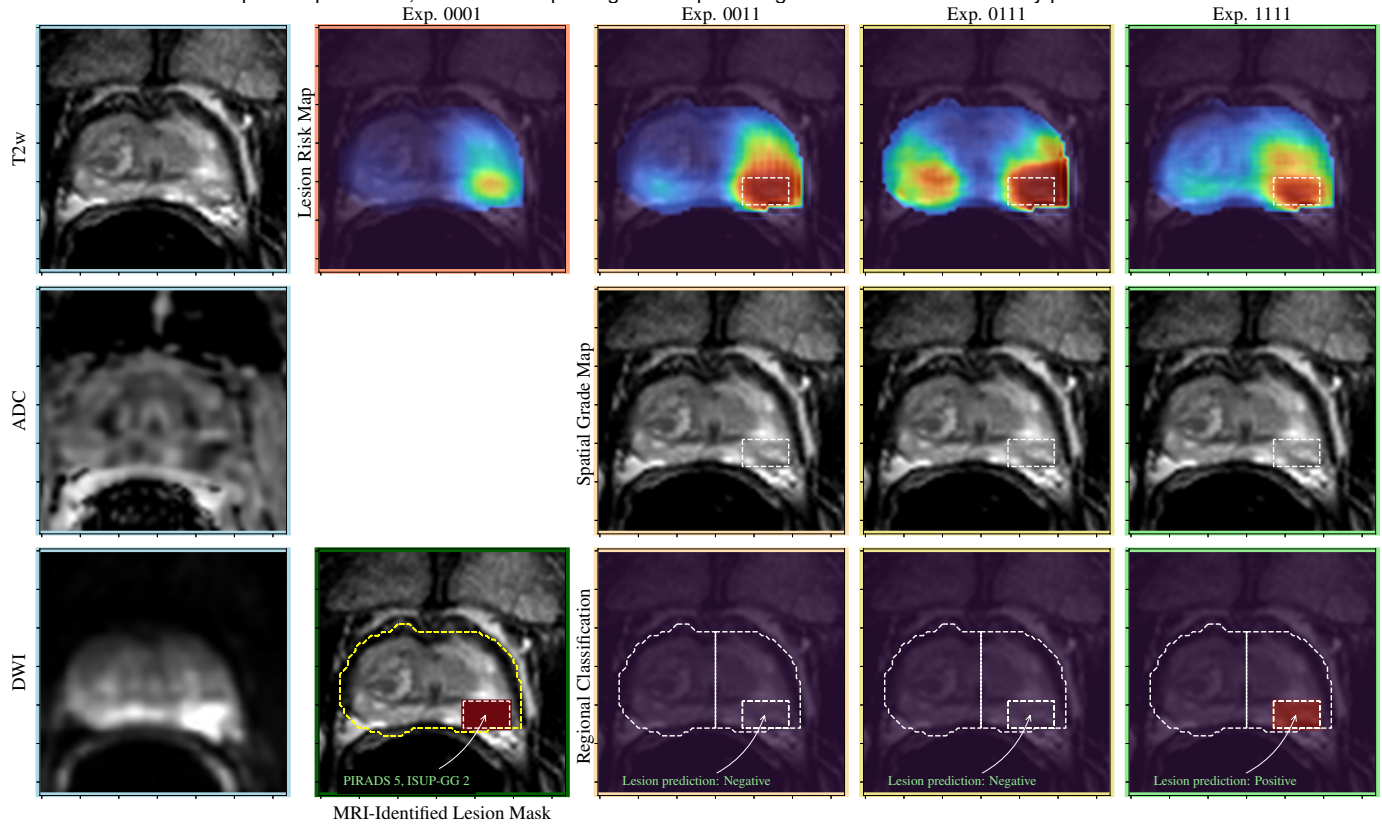 Exp. 0001
Exp. 0011
Exp. 0111
Exp. 1111
T2w
Lesion Risk Map
ADC
Spatial Grade Map
DWI
Regional Classification
PIRADS 5, ISUP-GG 2
Lesion prediction: Negative
Lesion prediction: Negative
Lesion prediction: Positive
MRI-Identified Lesion Mask